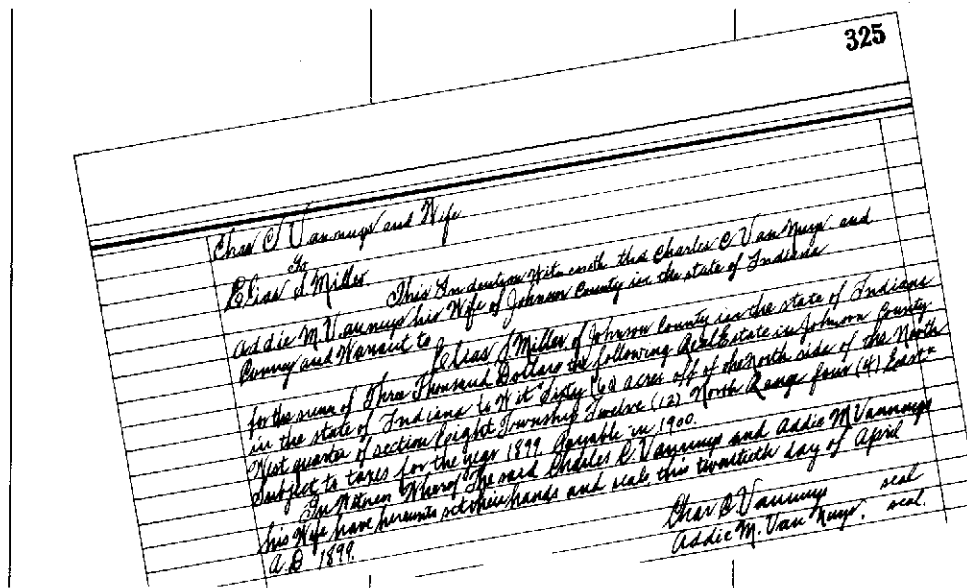 325
Chas C. Vannuys and Wife
To
Elias J Miller.
This Indenture Witnesseth that Charles C. Van Nuys and
Addie M. Vannuys his Wife of Johnson County in the state of Indiana
Convey and Warrant to Elias J Miller of Johnson County in the state of Indiana
for the sum of Three Thousand Dollars the following Real Estate in Johnson County
in the state of Indiana to Wit "Sixty (60) acres off of the North side of the North
West quarter of section Eight Township Twelve (12) North Range four (4) East"
Subject to taxes for the year 1899 Payable in 1900.
In Witness Whereof The said Charles C. Vannuys and Addie M Vannuys
his Wife have hereunto set their hands and seals this twentieth day of April
A.D. 1899.
Chas C Vannuys seal
Addie M. Van Nuys. seal.